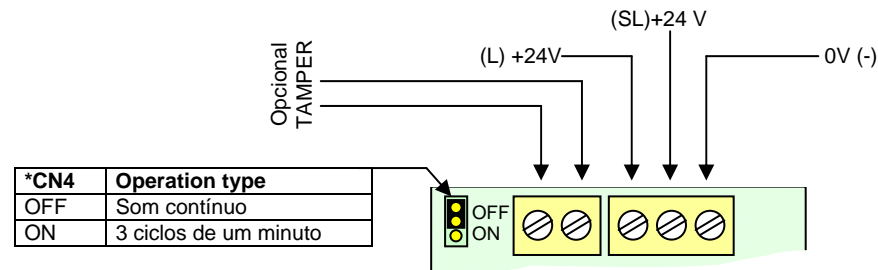 (SL)+24 V
(L) +24V
0V (-)
Opcional
TAMPER
*CN4 Operation type
OFF Som contínuo
ON 3 ciclos de um minuto
OFF
ON